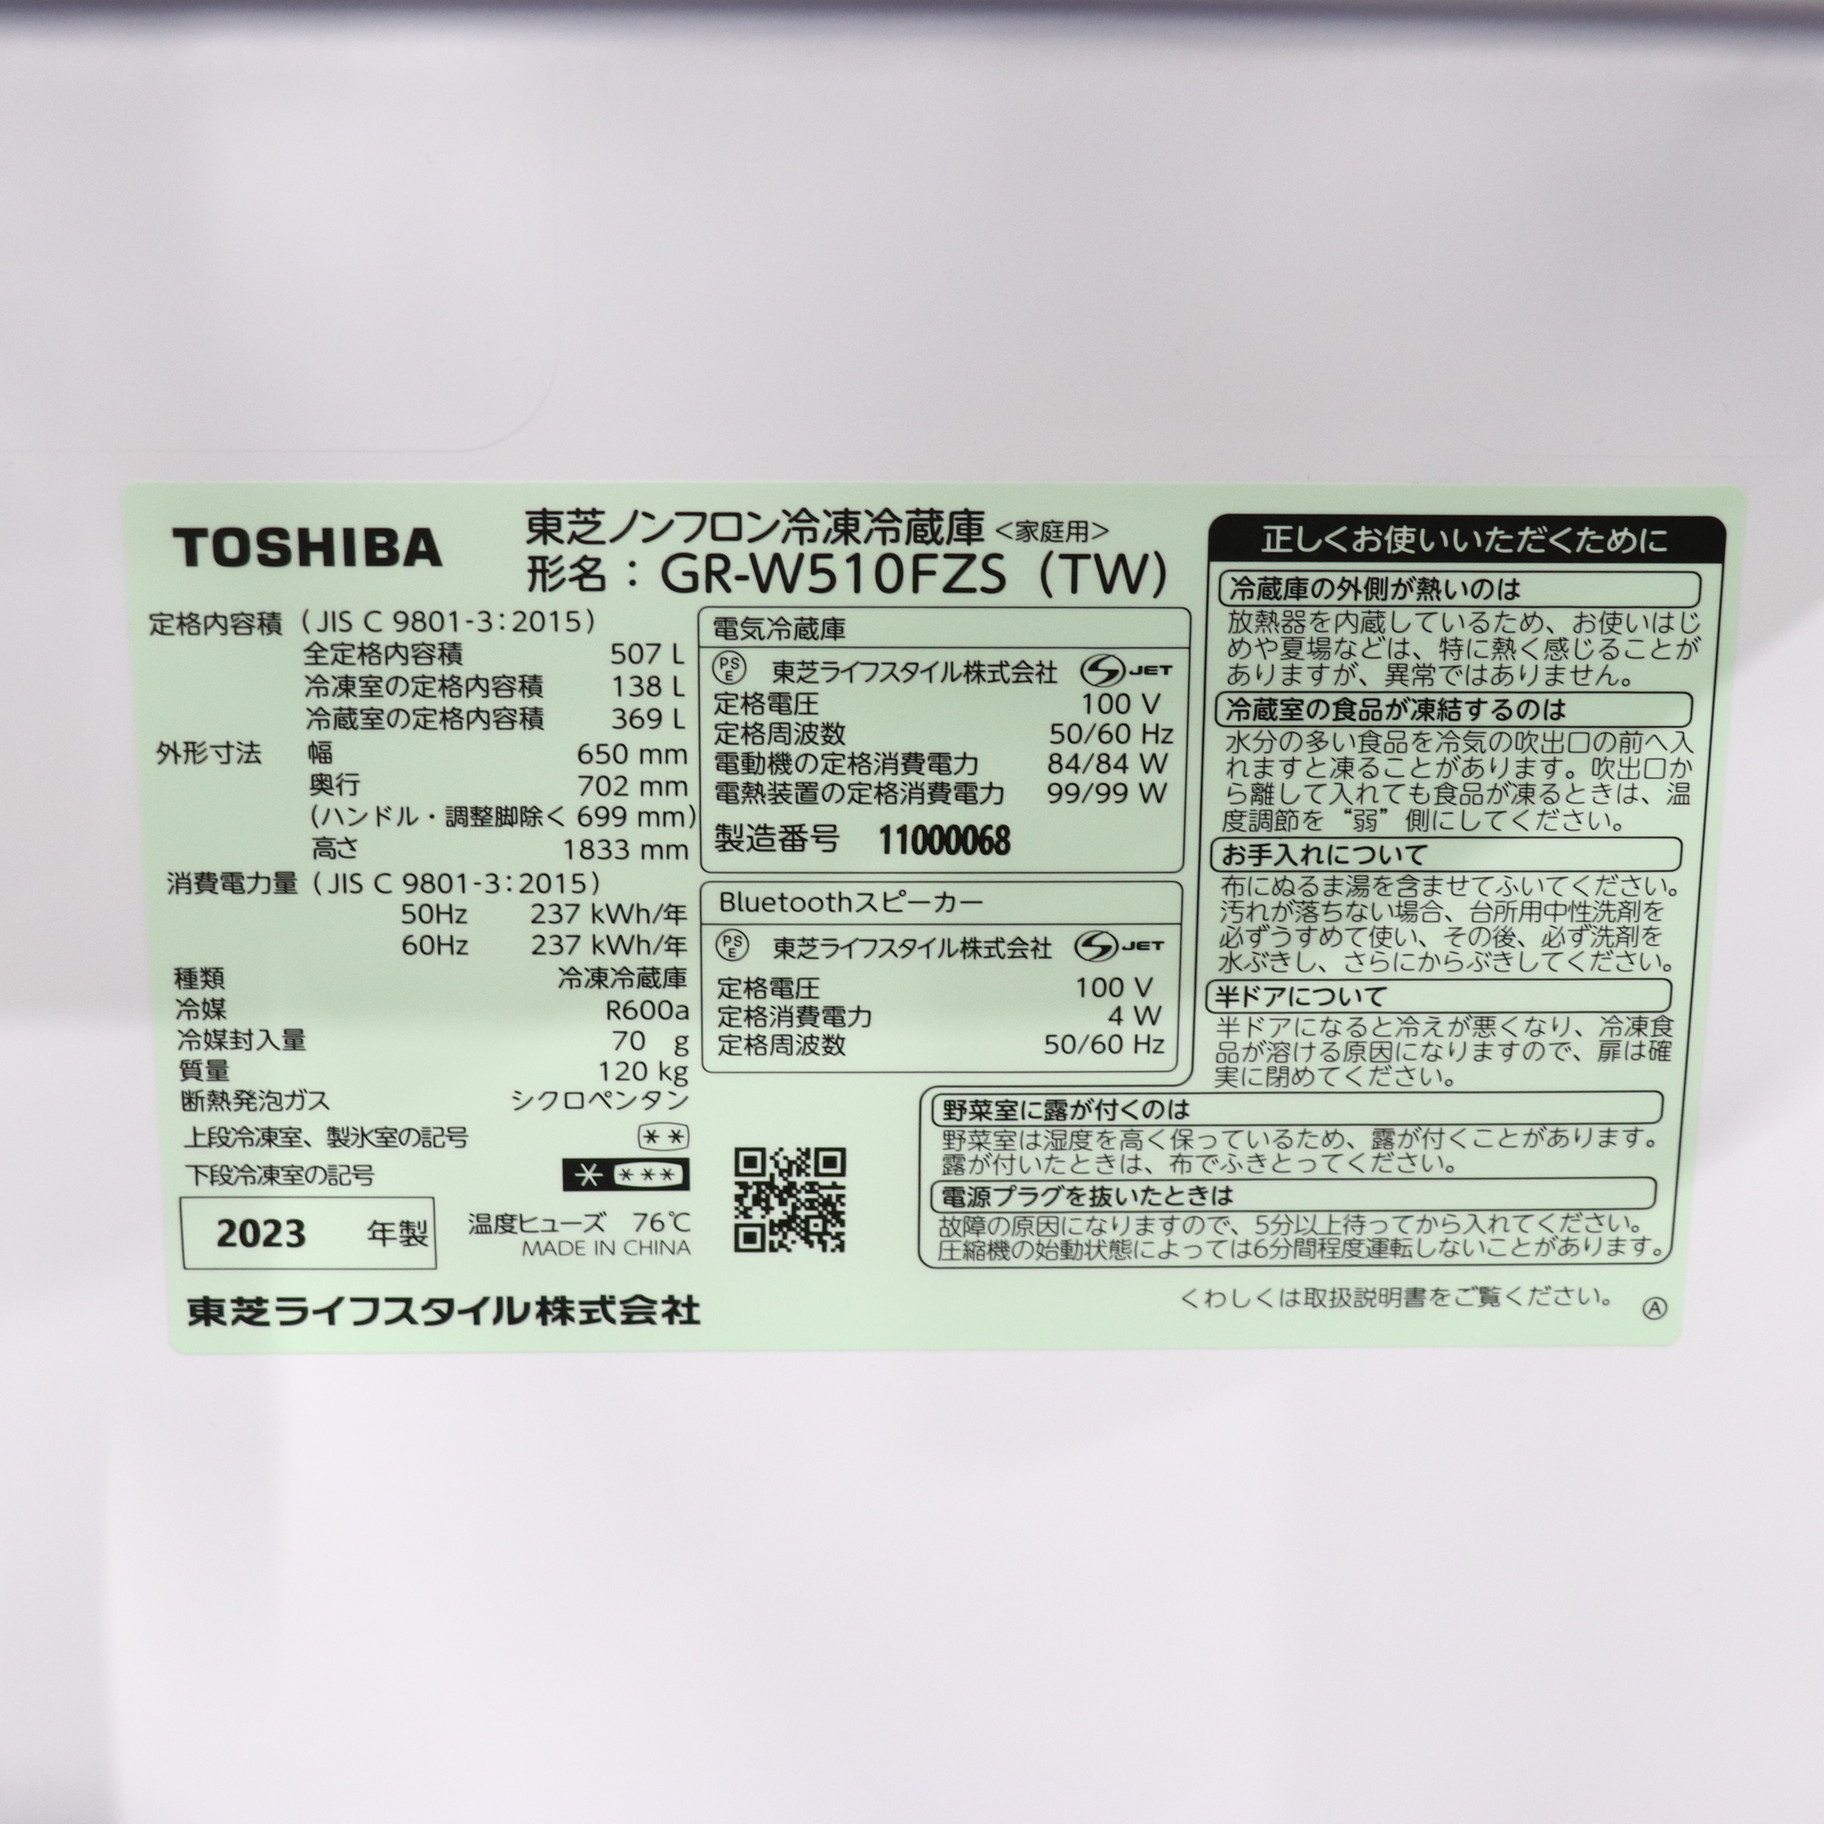 TOSHIBA
東芝ノンフロン冷凍冷蔵庫<家庭用>
形名：GR-W510FZS (TW)
定格内容積 (JIS C 9801-3:2015)
全定格内容積 507 L
冷凍室の定格内容積 138 L
冷蔵室の定格内容積 369 L
外形寸法 幅 650 mm
奥行 702 mm
(ハンドル・調整脚除く 699 mm)
高さ 1833 mm
消費電力量 (JIS C 9801-3:2015)
50Hz 237 kWh/年
60Hz 237 kWh/年
種類 冷凍冷蔵庫
冷媒 R600a
冷媒封入量 70 g
質量 120 kg
断熱発泡ガス シクロペンタン
上段冷凍室、製氷室の記号 **
下段冷凍室の記号 * ***
2023 年製
温度ヒューズ 76℃
MADE IN CHINA
東芝ライフスタイル株式会社
電気冷蔵庫
PSE 東芝ライフスタイル株式会社 S JET
定格電圧 100 V
定格周波数 50/60 Hz
電動機の定格消費電力 84/84 W
電熱装置の定格消費電力 99/99 W
製造番号 11000068
Bluetoothスピーカー
PSE 東芝ライフスタイル株式会社 S JET
定格電圧 100 V
定格消費電力 4 W
定格周波数 50/60 Hz
正しくお使いいただくために
冷蔵庫の外側が熱いのは
放熱器を内蔵しているため、お使いはじ
めや夏場などは、特に熱く感じることが
ありますが、異常ではありません。
冷蔵室の食品が凍結するのは
水分の多い食品を冷気の吹出口の前へ入
れますと凍ることがあります。吹出口か
ら離して入れても食品が凍るときは、温
度調節を“弱”側にしてください。
お手入れについて
布にぬるま湯を含ませてふいてください。
汚れが落ちない場合、台所用中性洗剤を
必ずうすめて使い、その後、必ず洗剤を
水ぶきし、さらにからぶきしてください。
半ドアについて
半ドアになると冷えが悪くなり、冷凍食
品が溶ける原因になりますので、扉は確
実に閉めてください。
野菜室に露が付くのは
野菜室は湿度を高く保っているため、露が付くことがあります。
露が付いたときは、布でふきとってください。
電源プラグを抜いたときは
故障の原因になりますので、5分以上待ってから入れてください。
圧縮機の始動状態によっては6分間程度運転しないことがあります。
くわしくは取扱説明書をご覧ください。 Ⓐ